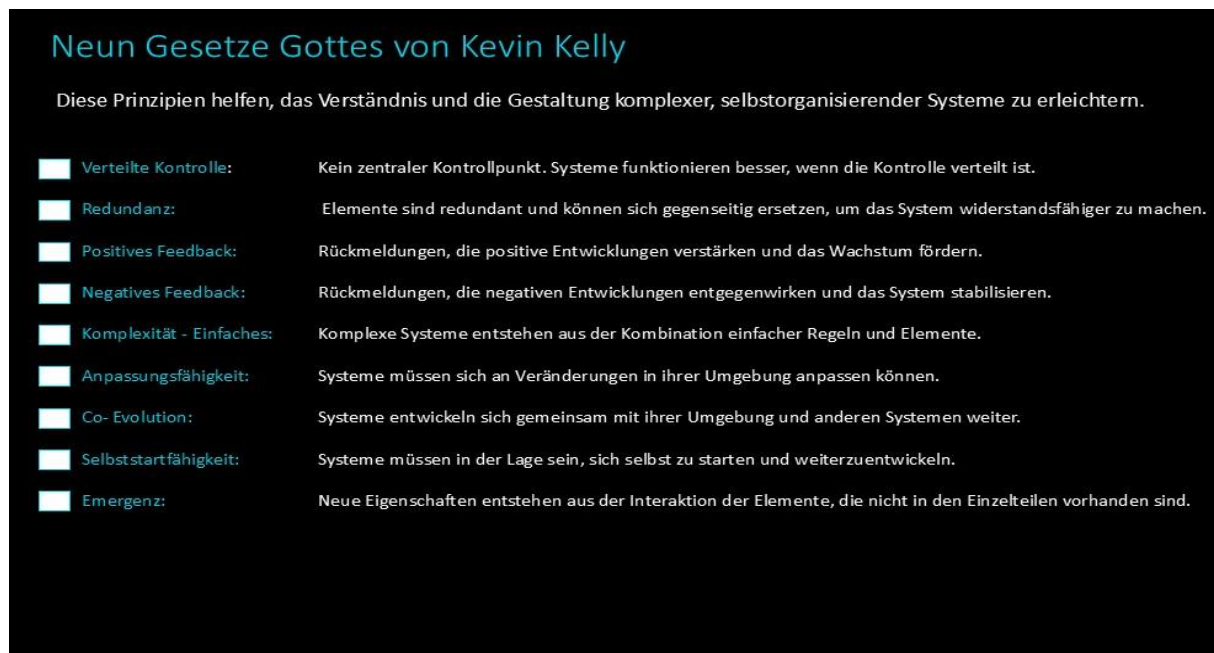 Neun Gesetze Gottes von Kevin Kelly
Diese Prinzipien helfen, das Verständnis und die Gestaltung komplexer, selbstorganisierender Systeme zu erleichtern.
Verteilte Kontrolle: Kein zentraler Kontrollpunkt. Systeme funktionieren besser, wenn die Kontrolle verteilt ist.
Redundanz: Elemente sind redundant und können sich gegenseitig ersetzen, um das System widerstandsfähiger zu machen.
Positives Feedback: Rückmeldungen, die positive Entwicklungen verstärken und das Wachstum fördern.
Negatives Feedback: Rückmeldungen, die negativen Entwicklungen entgegenwirken und das System stabilisieren.
Komplexität - Einfaches: Komplexe Systeme entstehen aus der Kombination einfacher Regeln und Elemente.
Anpassungsfähigkeit: Systeme müssen sich an Veränderungen in ihrer Umgebung anpassen können.
Co- Evolution: Systeme entwickeln sich gemeinsam mit ihrer Umgebung und anderen Systemen weiter.
Selbststartfähigkeit: Systeme müssen in der Lage sein, sich selbst zu starten und weiterzuentwickeln.
Emergenz: Neue Eigenschaften entstehen aus der Interaktion der Elemente, die nicht in den Einzelteilen vorhanden sind.